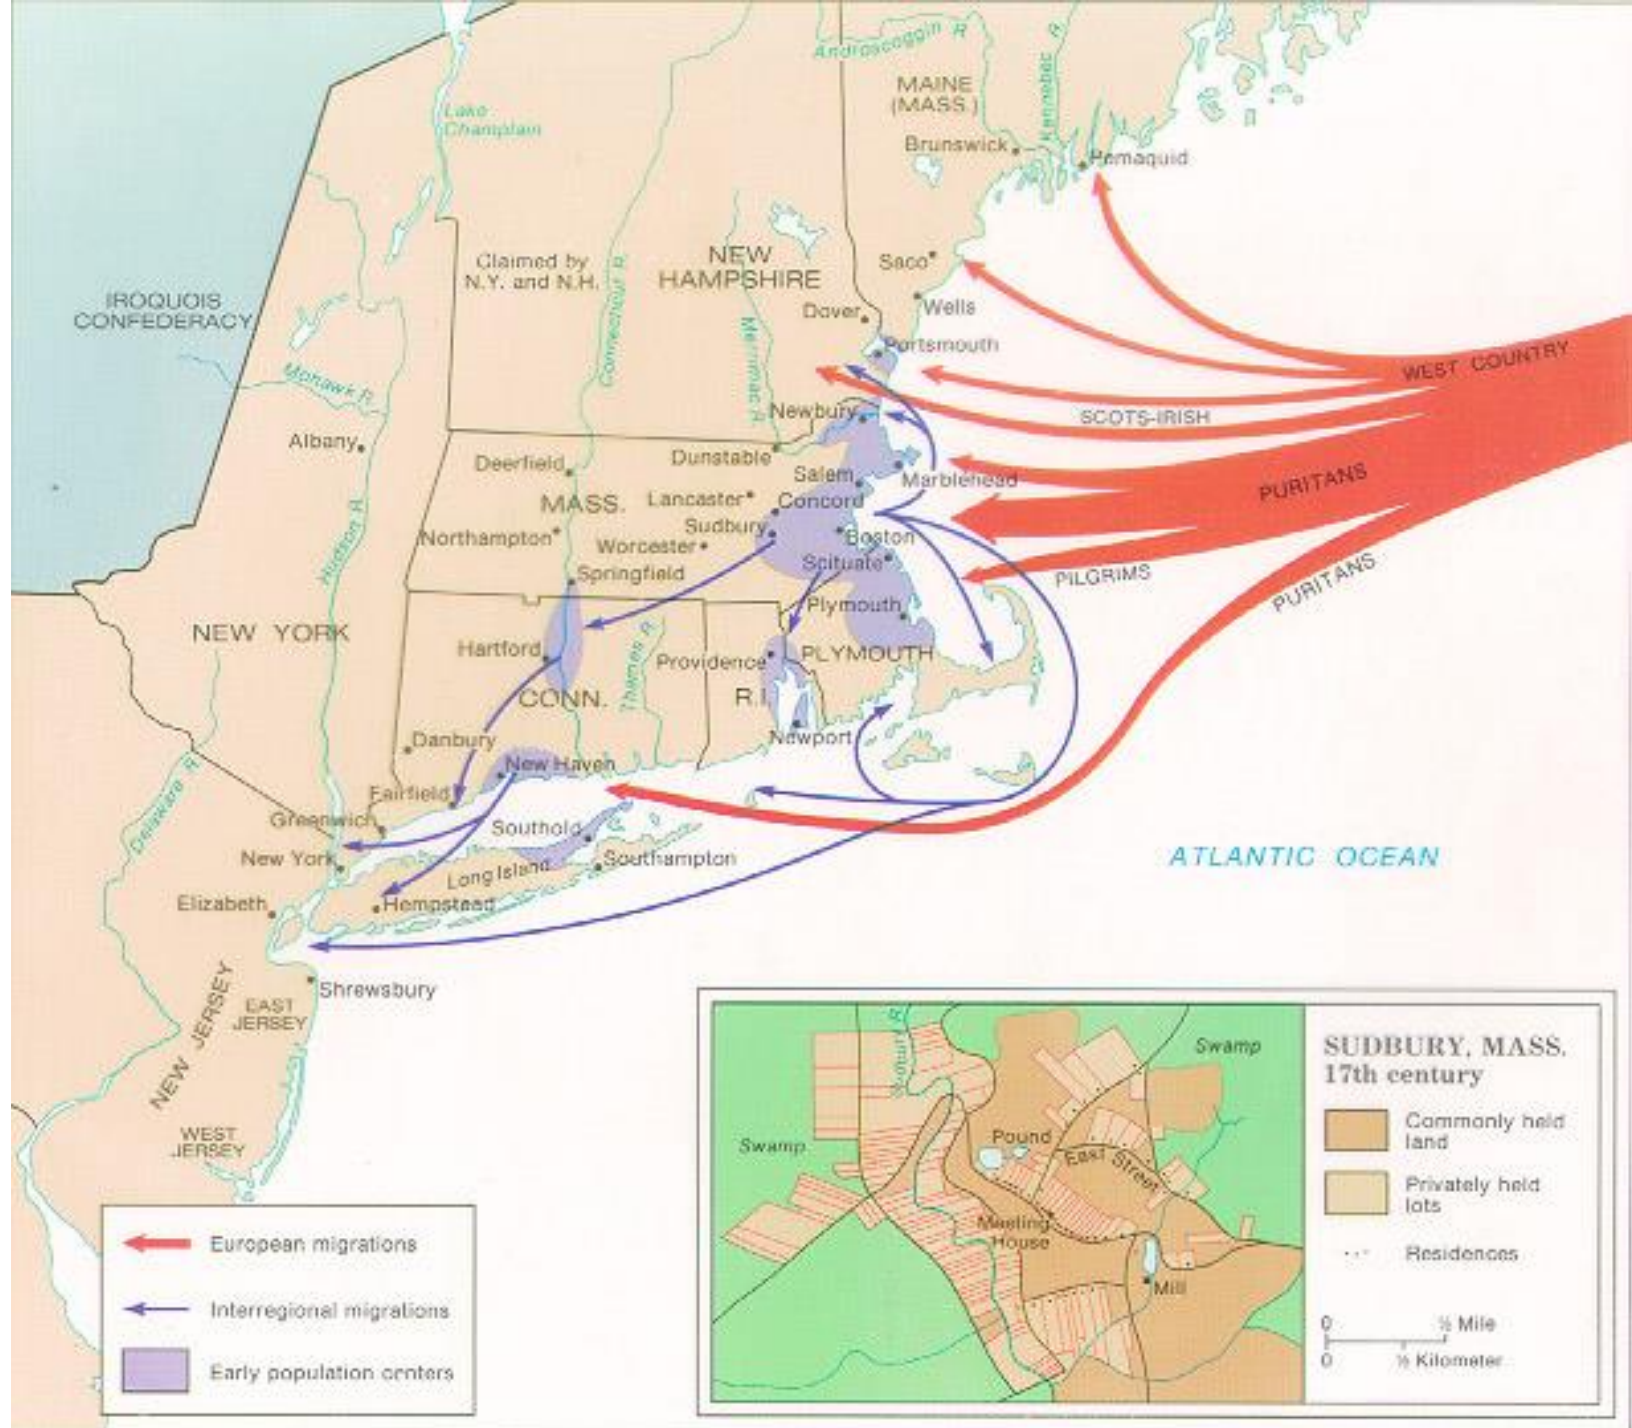 Androscoggin R.
Kennebec R.
MAINE
(MASS.)
Lake
Champlain
Brunswick
Pemaquid
Claimed by
N.Y. and N.H.
Connecticut R.
NEW
HAMPSHIRE
Merrimac R.
Saco
Wells
Dover
Portsmouth
IROQUOIS
CONFEDERACY
Mohawk R.
WEST COUNTRY
SCOTS-IRISH
Newbury
Albany
Deerfield
Dunstable
Salem
Marblehead
PURITANS
MASS.
Lancaster
Concord
Sudbury
Northampton
Worcester
Boston
Hudson R.
Scituate
Springfield
PILGRIMS
PURITANS
Plymouth
NEW YORK
Hartford
Thames R.
Providence
PLYMOUTH
CONN.
R.I.
Danbury
Newport
New Haven
Delaware R.
Fairfield
Greenwich
Southold
New York
Long Island
Southampton
ATLANTIC OCEAN
Elizabeth
Hempstead
Shrewsbury
NEW JERSEY
EAST
JERSEY
WEST
JERSEY
European migrations
Interregional migrations
Early population centers
Sudbury R.
Swamp
Swamp
Pound
East Street
Meeting
House
Mill
SUDBURY, MASS.
17th century
Commonly held
land
Privately held
lots
Residences
0 ½ Mile
0 ½ Kilometer